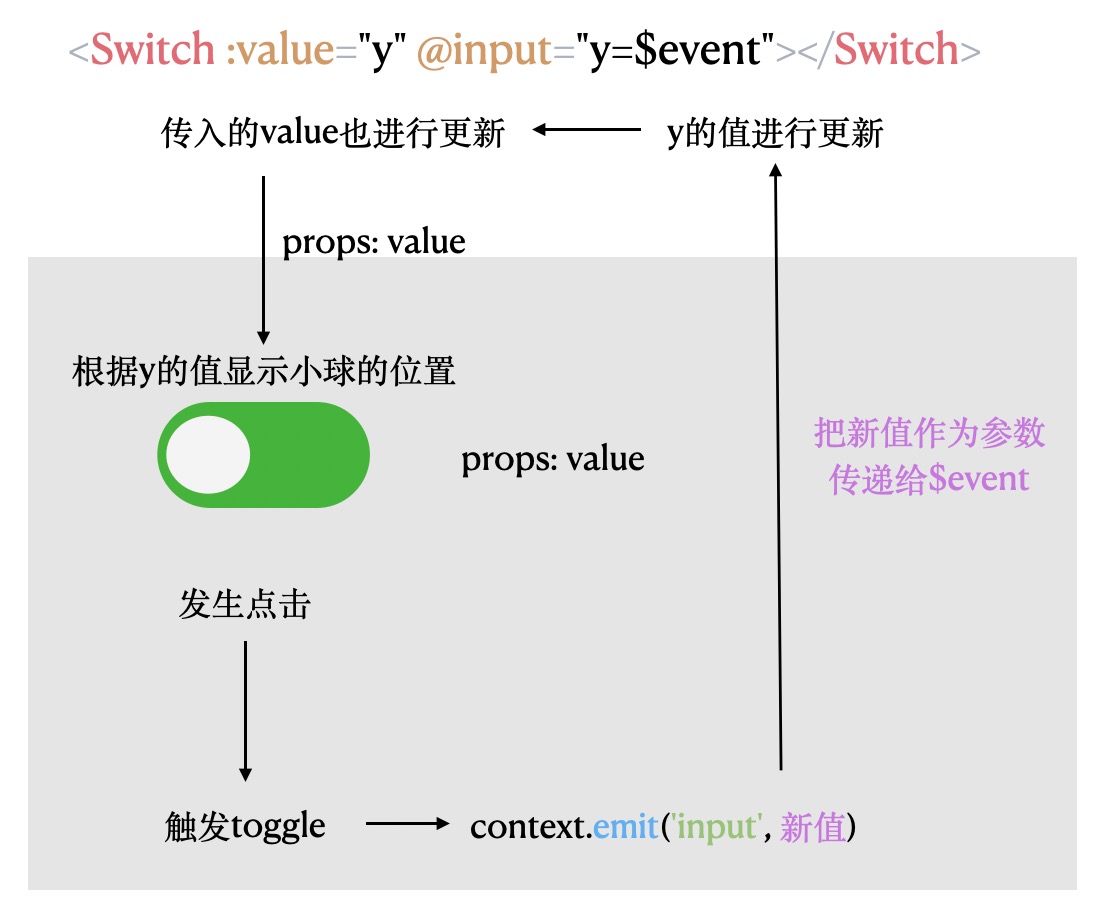 <Switch :value="y" @input="y=$event"></Switch>
传入的value也进行更新
y的值进行更新
props: value
根据y的值显示小球的位置
props: value
把新值作为参数
传递给$event
发生点击
触发toggle
context.emit('input', 新值)